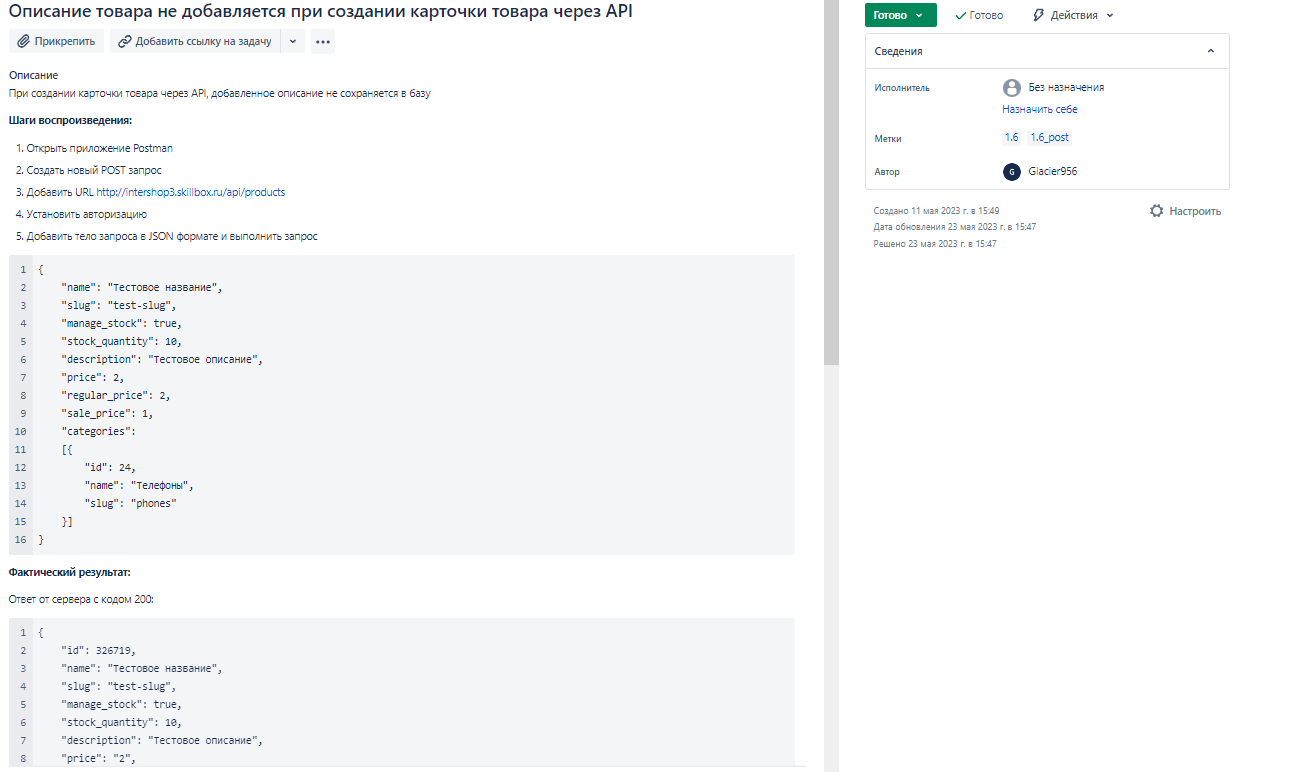 Описание товара не добавляется при создании карточки товара через API
Прикрепить
Добавить ссылку на задачу
Описание
При создании карточки товара через API, добавленное описание не сохраняется в базу
Шаги воспроизведения:
1. Открыть приложение Postman
2. Создать новый POST запрос
3. Добавить URL http://intershop3.skillbox.ru/api/products
4. Установить авторизацию
5. Добавить тело запроса в JSON формате и выполнить запрос
1 {
2 "name": "Тестовое название",
3 "slug": "test-slug",
4 "manage_stock": true,
5 "stock_quantity": 10,
6 "description": "Тестовое описание",
7 "price": 2,
8 "regular_price": 2,
9 "sale_price": 1,
10 "categories":
11 [{
12 "id": 24,
13 "name": "Телефоны",
14 "slug": "phones"
15 }]
16 }
Фактический результат:
Ответ от сервера с кодом 200:
1 {
2 "id": 326719,
3 "name": "Тестовое название",
4 "slug": "test-slug",
5 "manage_stock": true,
6 "stock_quantity": 10,
7 "description": "Тестовое описание",
8 "price": "2",
Готово
Готово
Действия
Сведения
Исполнитель
Без назначения
Назначить себе
Метки
1.6 1.6_post
Автор
G Glacier956
Создано 11 мая 2023 г. в 15:49
Дата обновления 23 мая 2023 г. в 15:47
Решено 23 мая 2023 г. в 15:47
Настроить